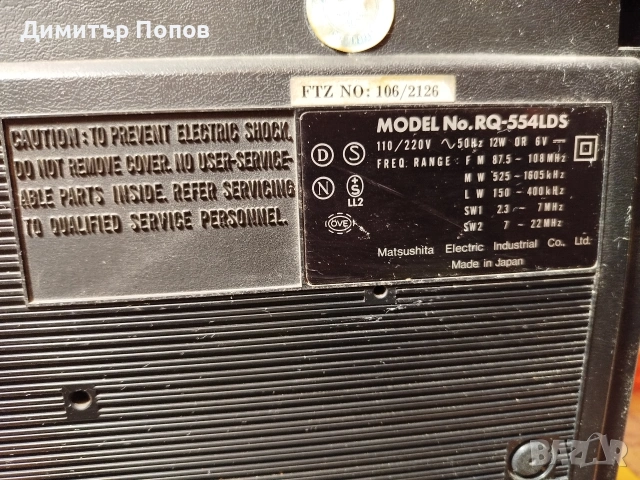 Димитър Попов
FTZ NO: 106/2126
CAUTION: TO PREVENT ELECTRIC SHOCK,
DO NOT REMOVE COVER. NO USER-SERVICE-
ABLE PARTS INSIDE. REFER SERVICING
TO QUALIFIED SERVICE PERSONNEL.
MODEL No. RQ-554LDS
110/220V ∿ 50Hz 12W OR 6V ⎓
FREQ. RANGE: FM 87.5 - 108MHz
MW 525 - 1605kHz
LW 150 - 400kHz
SW1 2.3 - 7MHz
SW2 7 - 22MHz
D S
N +S
LL2
ÖVE
Matsushita Electric Industrial Co., Ltd.
Made in Japan
BEZAR